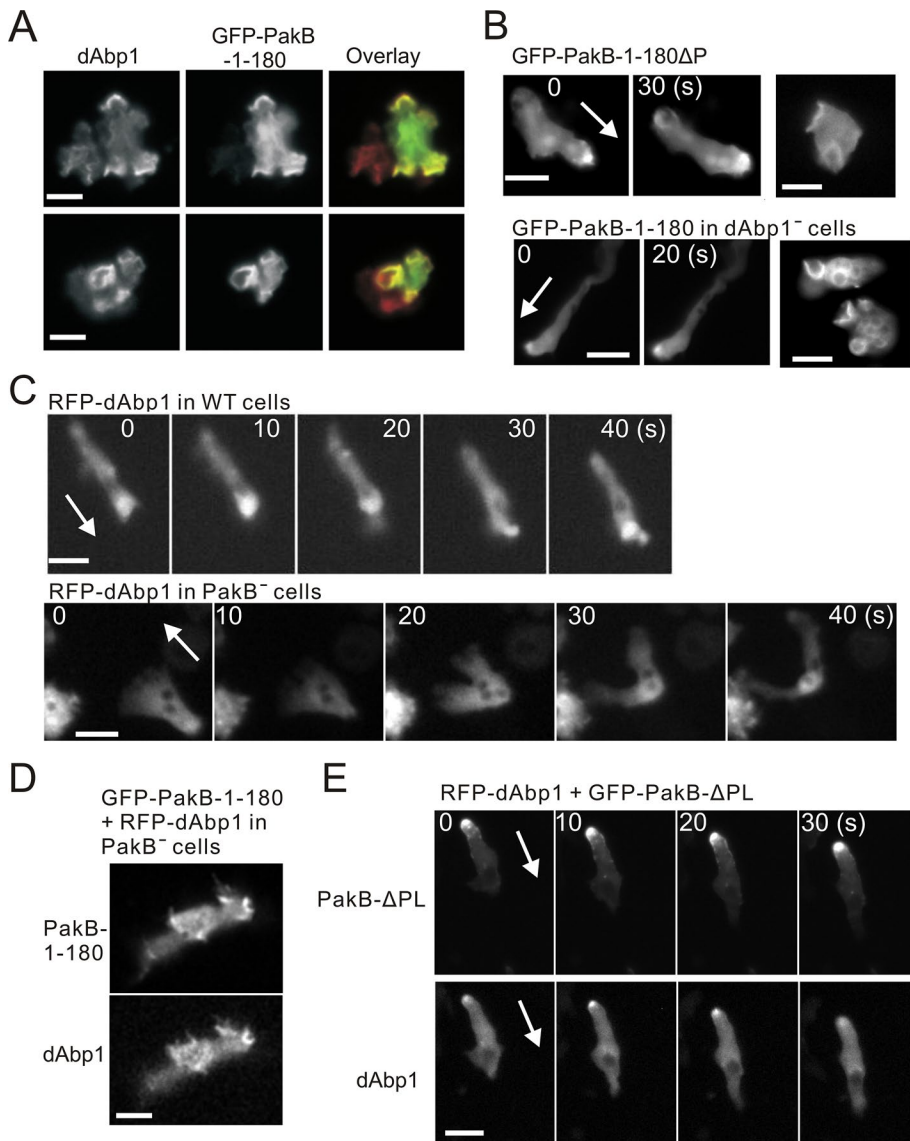 A
dAbp1
GFP-PakB
-1-180
Overlay
B
GFP-PakB-1-180ΔP
0
30 (s)
GFP-PakB-1-180 in dAbp1⁻ cells
0
20 (s)
C
RFP-dAbp1 in WT cells
0
10
20
30
40 (s)
RFP-dAbp1 in PakB⁻ cells
0
10
20
30
40 (s)
D
GFP-PakB-1-180
+ RFP-dAbp1 in
PakB⁻ cells
PakB-
1-180
dAbp1
E
RFP-dAbp1 + GFP-PakB-ΔPL
0
10
20
30 (s)
PakB-ΔPL
dAbp1